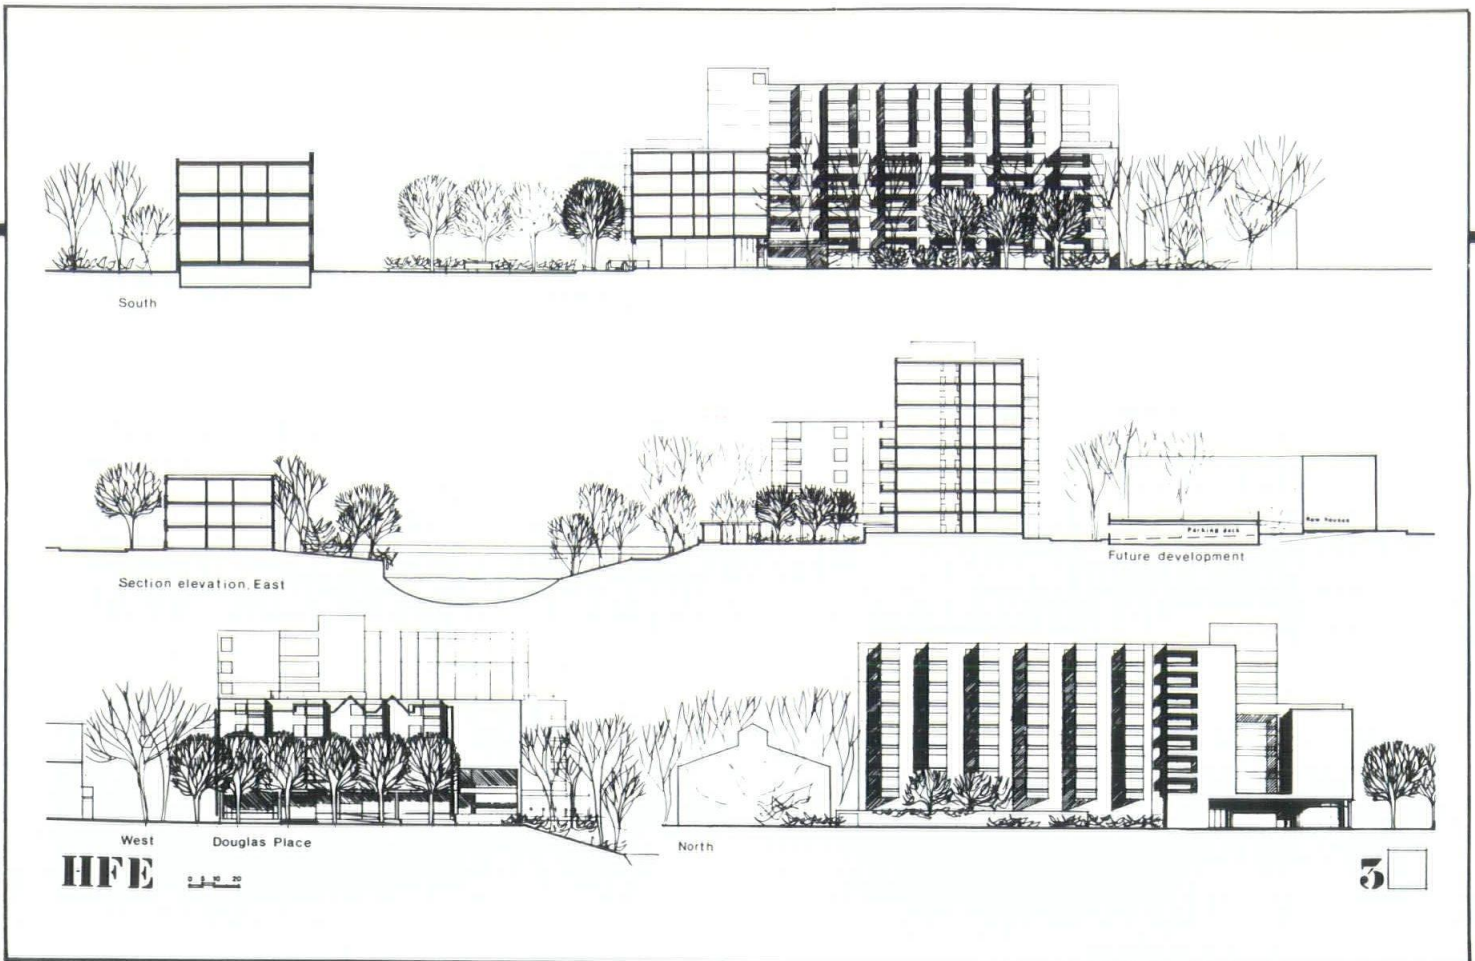 South
Row houses
Parking deck
Future development
Section elevation, East
West
Douglas Place
North
HFE
0 5 10 20
3